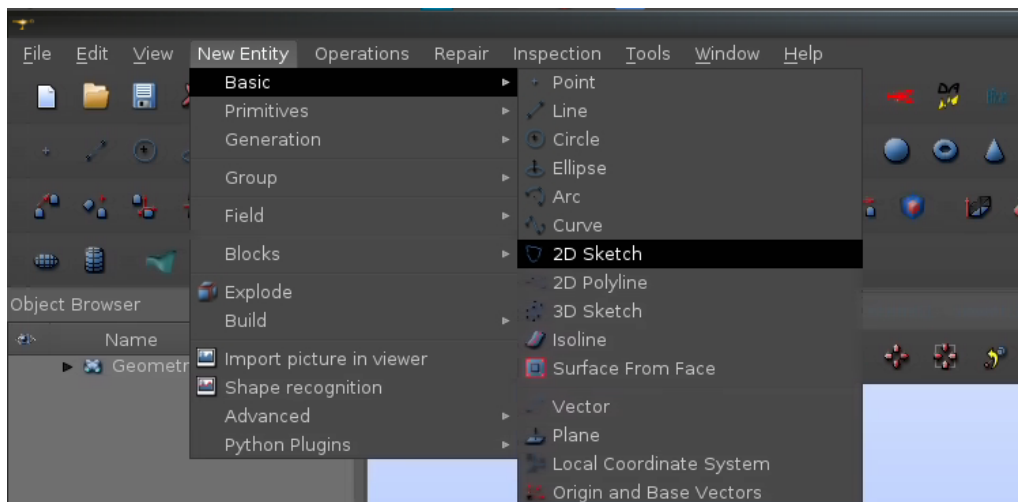 File Edit View New Entity Operations Repair Inspection Tools Window Help
Basic
Primitives
Generation
Group
Field
Blocks
Explode
Build
Import picture in viewer
Shape recognition
Advanced
Python Plugins
Point
Line
Circle
Ellipse
Arc
Curve
2D Sketch
2D Polyline
3D Sketch
Isoline
Surface From Face
Vector
Plane
Local Coordinate System
Origin and Base Vectors
Object Browser
Name
Geometr